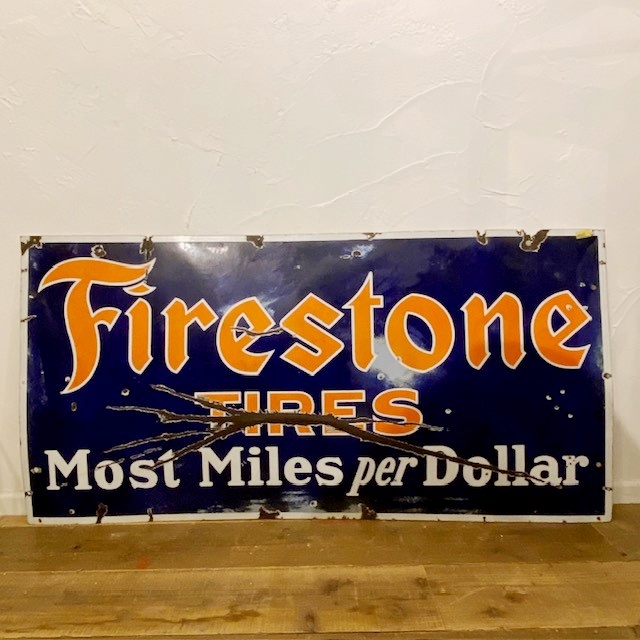 Firestone
TIRES
Most Miles per Dollar